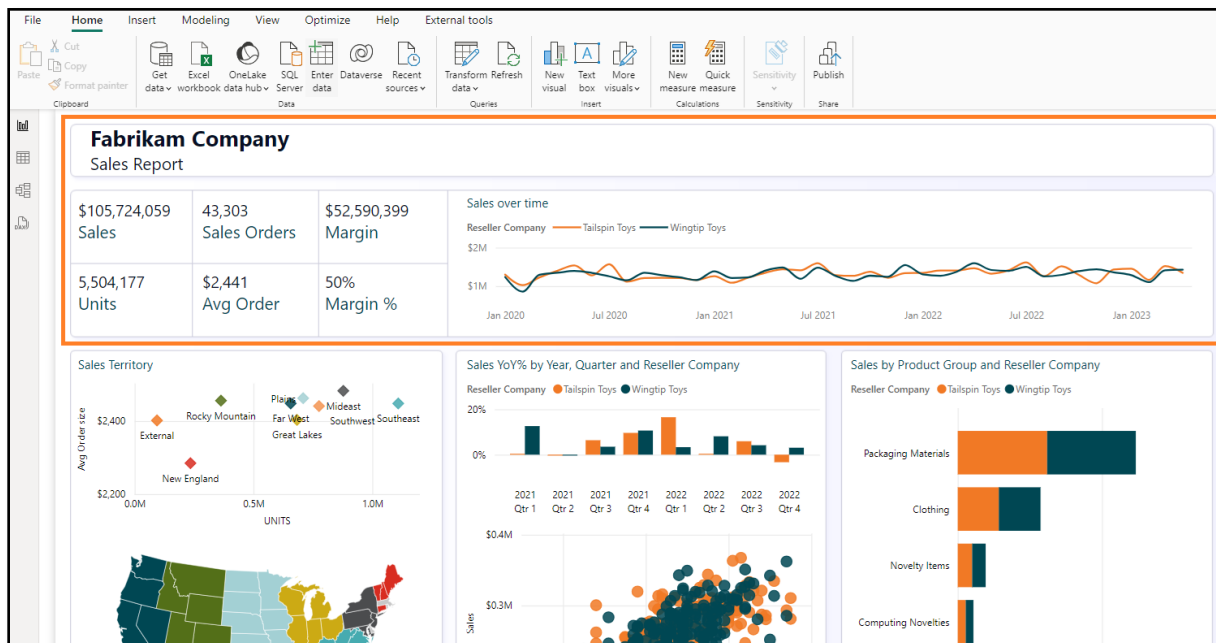 File Home Insert Modeling View Optimize Help External tools
Paste
Cut
Copy
Format painter
Clipboard
Get data
Excel workbook
OneLake data hub
SQL Server
Enter data
Dataverse
Recent sources
Data
Transform data
Refresh
Queries
New visual
Text box
More visuals
Insert
New measure
Quick measure
Calculations
Sensitivity
Sensitivity
Publish
Share
DAX
Fabrikam Company
Sales Report
$105,724,059
Sales
43,303
Sales Orders
$52,590,399
Margin
5,504,177
Units
$2,441
Avg Order
50%
Margin %
Sales over time
Reseller Company Tailspin Toys Wingtip Toys
$2M
$1M
Jan 2020 Jul 2020 Jan 2021 Jul 2021 Jan 2022 Jul 2022 Jan 2023
Sales Territory
Avg Order size
$2,400
$2,200
External
Rocky Mountain
New England
Plains
Far West
Great Lakes
Mideast
Southwest
Southeast
0.0M 0.5M 1.0M
UNITS
Sales YoY% by Year, Quarter and Reseller Company
Reseller Company Tailspin Toys Wingtip Toys
20%
0%
2021 2021 2021 2021 2022 2022 2022 2022
Qtr 1 Qtr 2 Qtr 3 Qtr 4 Qtr 1 Qtr 2 Qtr 3 Qtr 4
$0.4M
$0.3M
Sales
Sales by Product Group and Reseller Company
Reseller Company Tailspin Toys Wingtip Toys
Packaging Materials
Clothing
Novelty Items
Computing Novelties